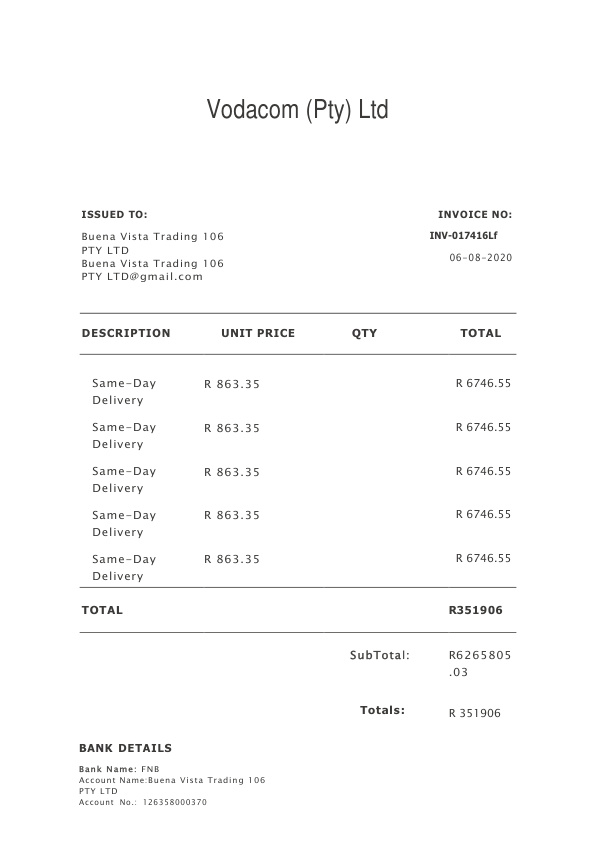 Vodacom (Pty) Ltd
ISSUED TO:
INVOICE NO:
Buena Vista Trading 106
PTY LTD
Buena Vista Trading 106
PTY LTD@gmail.com
INV-017416Lf
06-08-2020
DESCRIPTION UNIT PRICE QTY TOTAL
Same-Day R 863.35 R 6746.55
Delivery
Same-Day R 863.35 R 6746.55
Delivery
Same-Day R 863.35 R 6746.55
Delivery
Same-Day R 863.35 R 6746.55
Delivery
Same-Day R 863.35 R 6746.55
Delivery
TOTAL R351906
SubTotal: R6265805
.03
Totals: R 351906
BANK DETAILS
Bank Name: FNB
Account Name:Buena Vista Trading 106
PTY LTD
Account No.: 126358000370